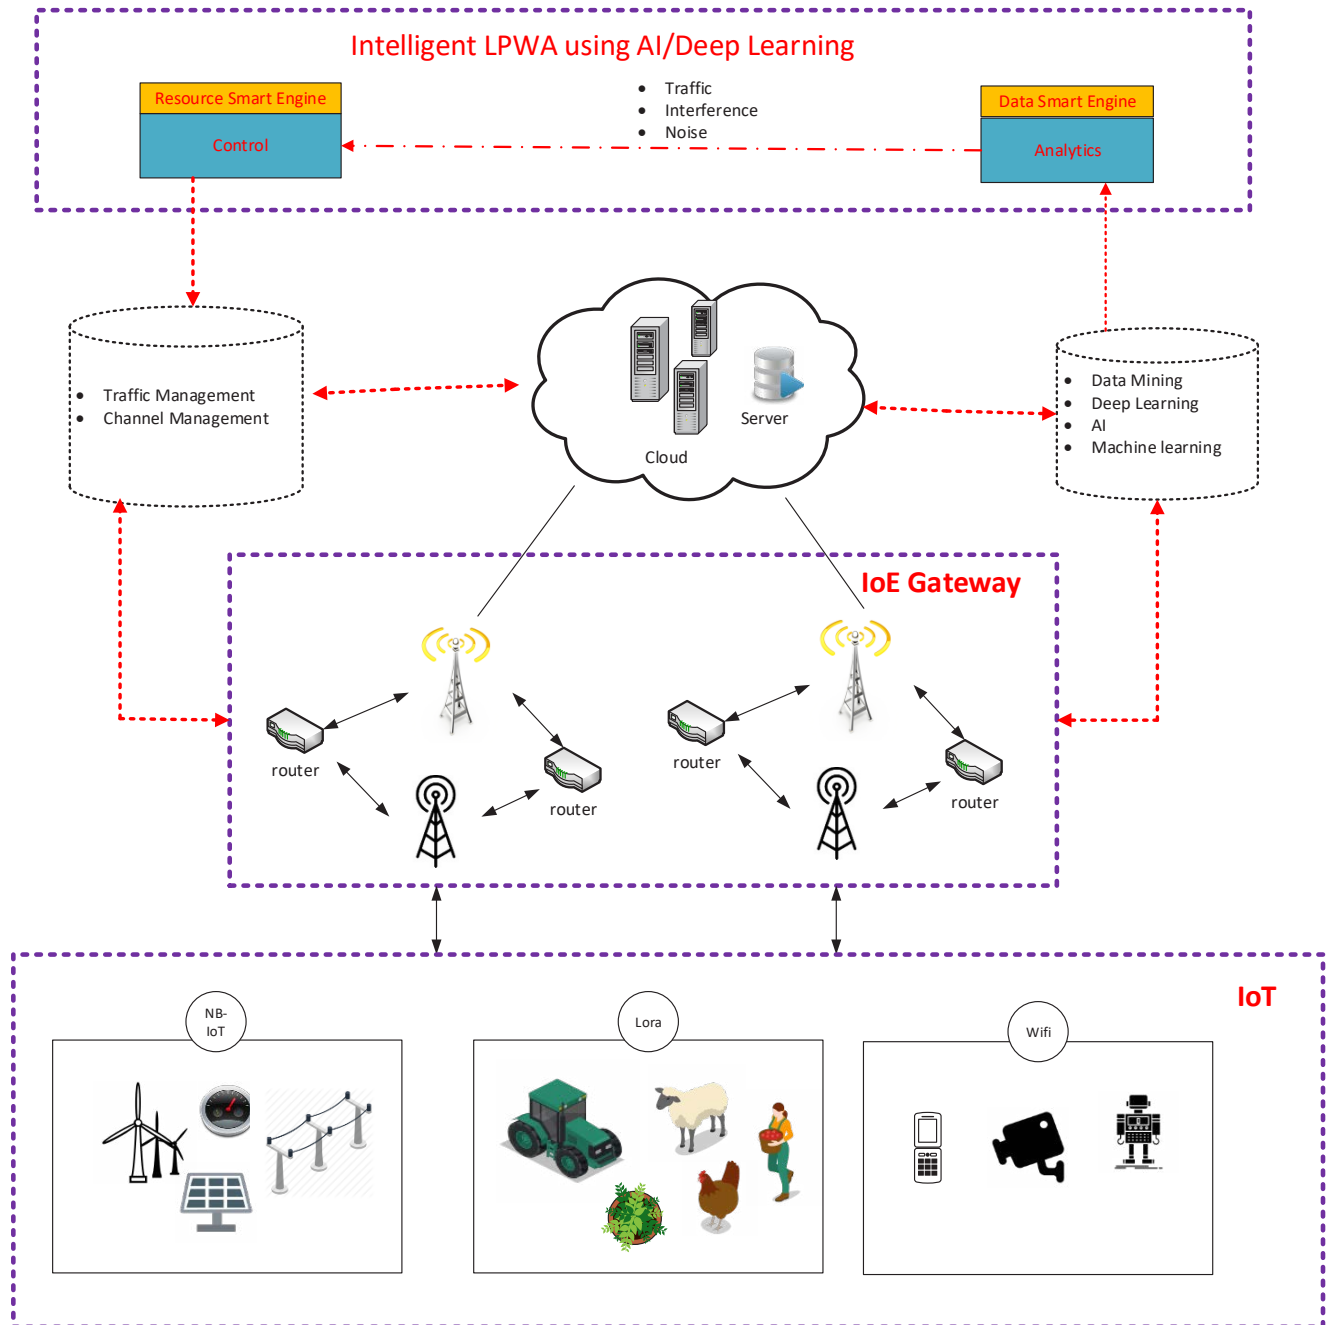 Intelligent LPWA using AI/Deep Learning
Resource Smart Engine
Control
• Traffic
• Interference
• Noise
Data Smart Engine
Analytics
• Traffic Management
• Channel Management
Server
Cloud
• Data Mining
• Deep Learning
• AI
• Machine learning
IoE Gateway
router
router
router
router
IoT
NB-
IoT
Lora
Wifi